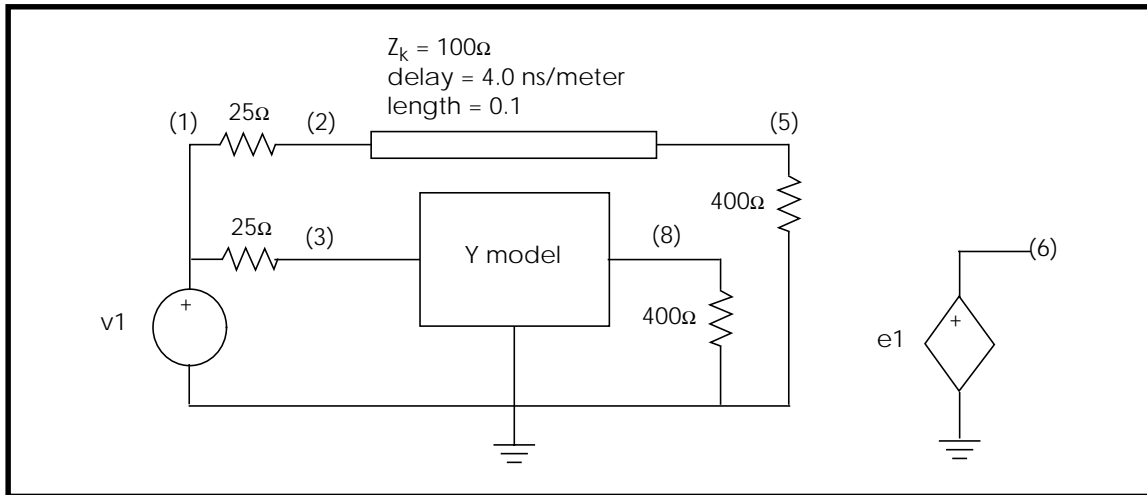 Zk = 100Ω
delay = 4.0 ns/meter
length = 0.1
(1)
25Ω
(2)
(5)
400Ω
25Ω
(3)
Y model
(8)
(6)
+
v1
400Ω
+
e1